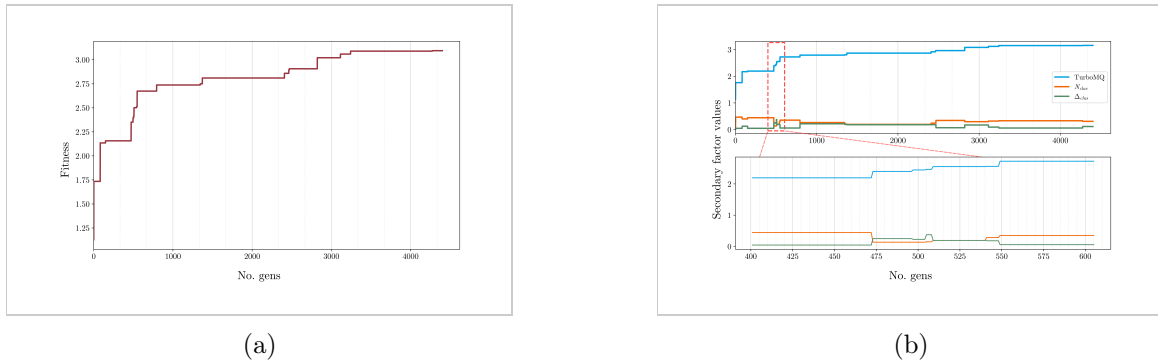 3.00
2.75
2.50
2.25
2.00
1.75
1.50
1.25
Fitness
0 1000 2000 3000 4000
No. gens
(a)
3
2
1
0
0 1000 2000 3000 4000
TurboMQ
N_clus
Δ_clus
Secondary factor values
2
0
400 425 450 475 500 525 550 575 600
No. gens
(b)